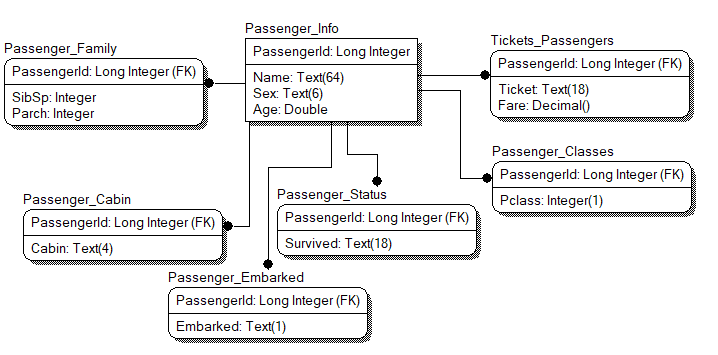 Passenger_Info
PassengerId: Long Integer
Name: Text(64)
Sex: Text(6)
Age: Double
Passenger_Family
PassengerId: Long Integer (FK)
SibSp: Integer
Parch: Integer
Tickets_Passengers
PassengerId: Long Integer (FK)
Ticket: Text(18)
Fare: Decimal()
Passenger_Classes
PassengerId: Long Integer (FK)
Pclass: Integer(1)
Passenger_Cabin
PassengerId: Long Integer (FK)
Cabin: Text(4)
Passenger_Status
PassengerId: Long Integer (FK)
Survived: Text(18)
Passenger_Embarked
PassengerId: Long Integer (FK)
Embarked: Text(1)